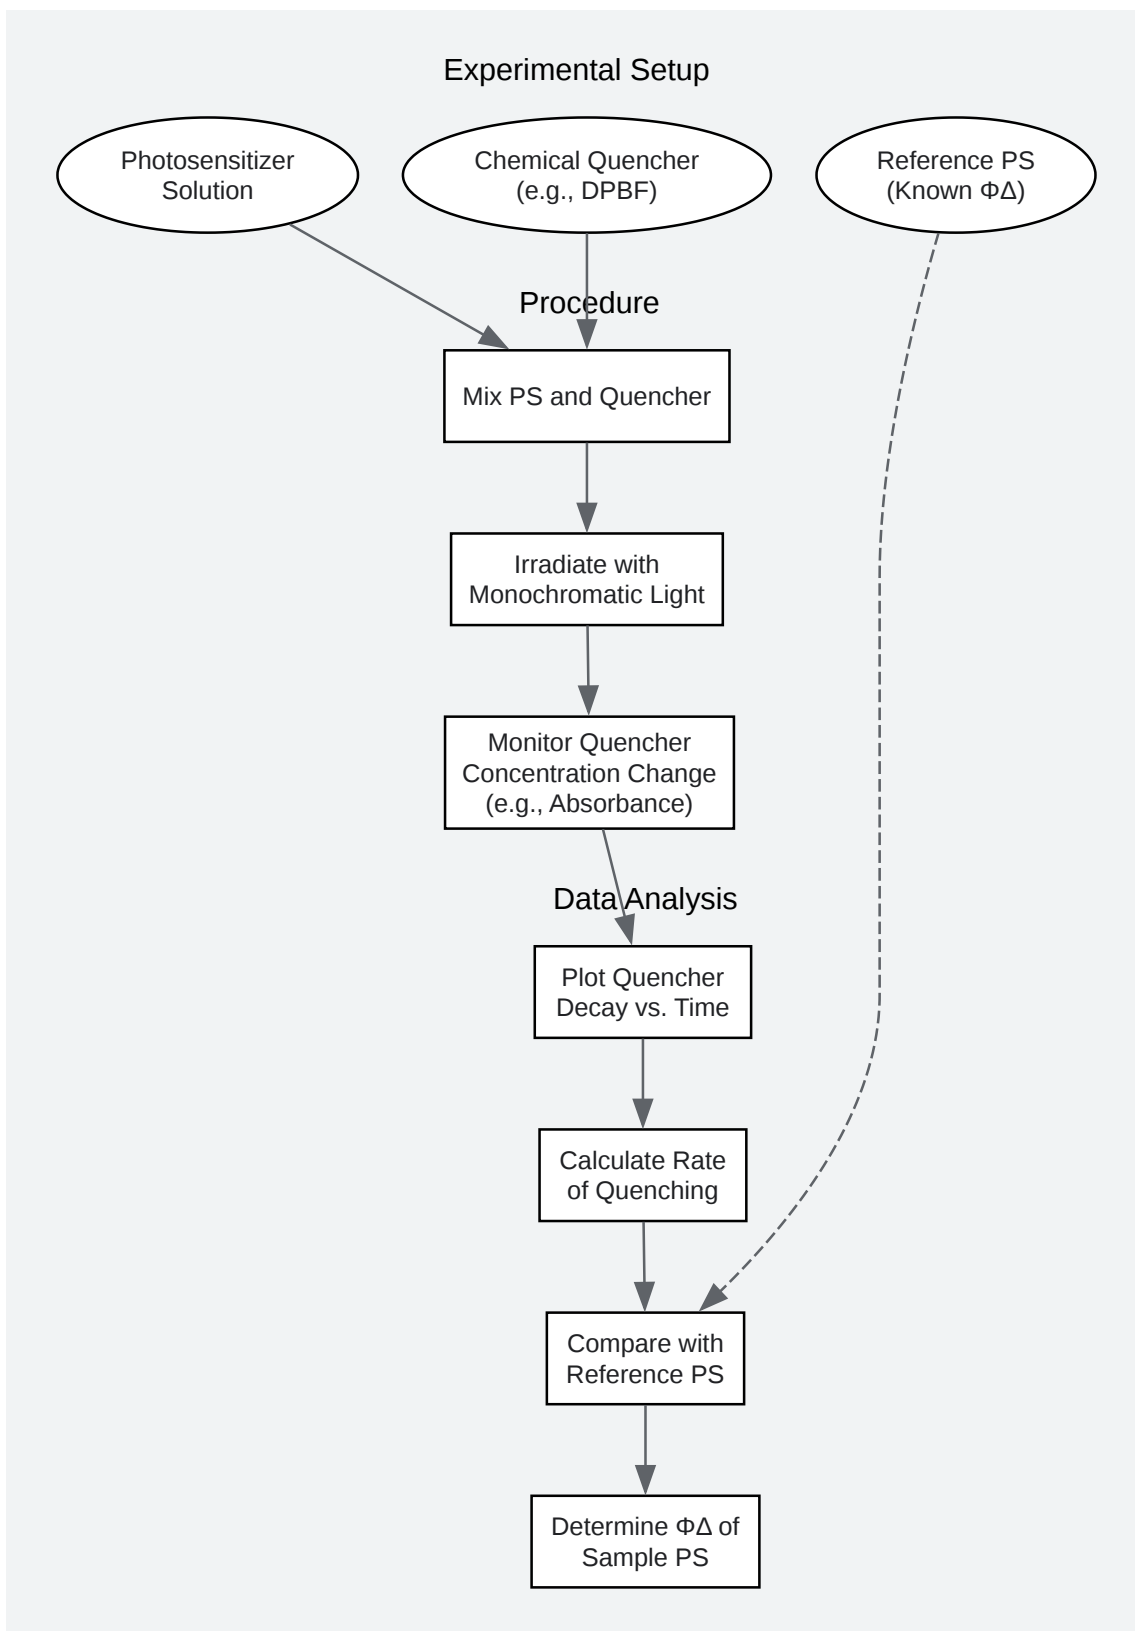 Experimental Setup
Photosensitizer
Solution
Chemical Quencher
(e.g., DPBF)
Reference PS
(Known ΦΔ)
Procedure
Mix PS and Quencher
Irradiate with
Monochromatic Light
Monitor Quencher
Concentration Change
(e.g., Absorbance)
Data Analysis
Plot Quencher
Decay vs. Time
Calculate Rate
of Quenching
Compare with
Reference PS
Determine ΦΔ of
Sample PS